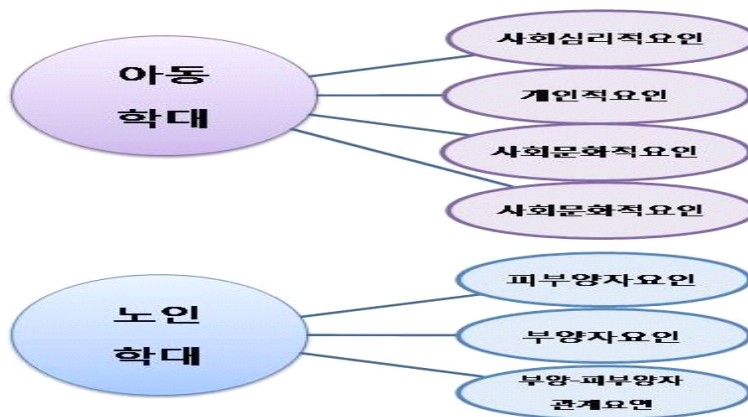 아동
학대
사회심리적요인
개인적요인
사회문화적요인
사회문화적요인
노인
학대
피부양자요인
부양자요인
부양-피부양자
관계요인